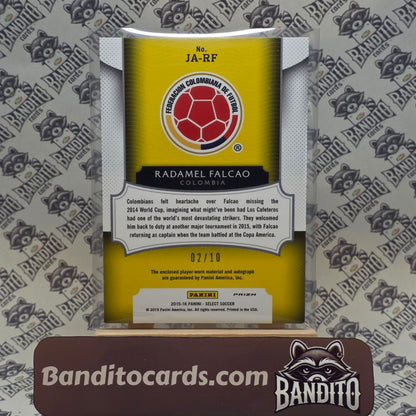 No.
JA-RF
FEDERACION COLOMBIANA DE FUTBOL
®
RADAMEL FALCAO
COLOMBIA
Colombians felt heartache over Falcao missing the
2014 World Cup, imagining what might've been had Los Cafeteros
had one of the world's most devastating strikers. They welcomed
him back to duty at another major tournament in 2015, with Falcao
returning as captain when the team battled at the Copa America.
02/10
The enclosed player-worn material and autograph
are guaranteed by Panini America, Inc.
PANINI
PRIZM
2015-16 PANINI - SELECT SOCCER
© 2015 Panini America, Inc. All rights reserved. Printed in the USA.
Banditocards.com
BANDITO